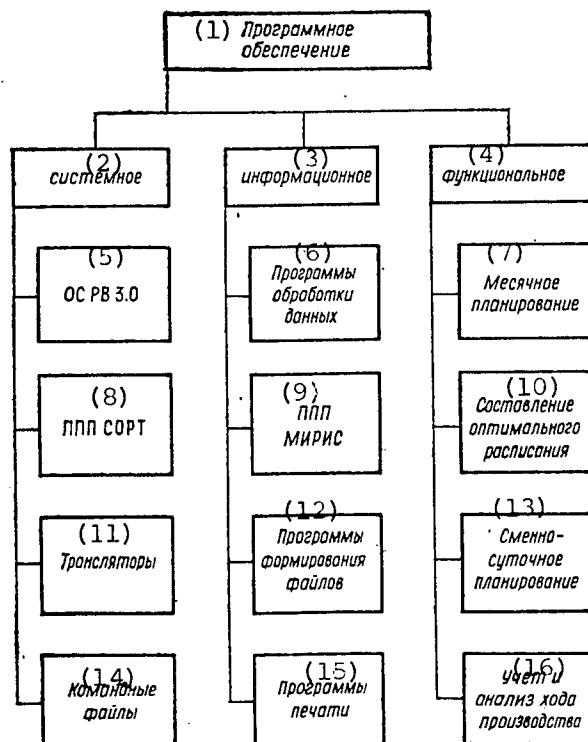 (1) Программное
обеспечение
(2)
системное
(3)
информационное
(4)
функциональное
(5)
ОС РВ 3.0
(6)
Программы
обработки
данных
(7)
Месячное
планирование
(8)
ППП СОРТ
(9)
ППП
МИРИС
(10)
Составление
оптимального
расписания
(11)
Трансляторы
(12)
Программы
формирования
файлов
(13)
Сменно-
суточное
планирование
(14)
Командные
файлы
(15)
Программы
печати
(16)
Учет и
анализ хода
производства